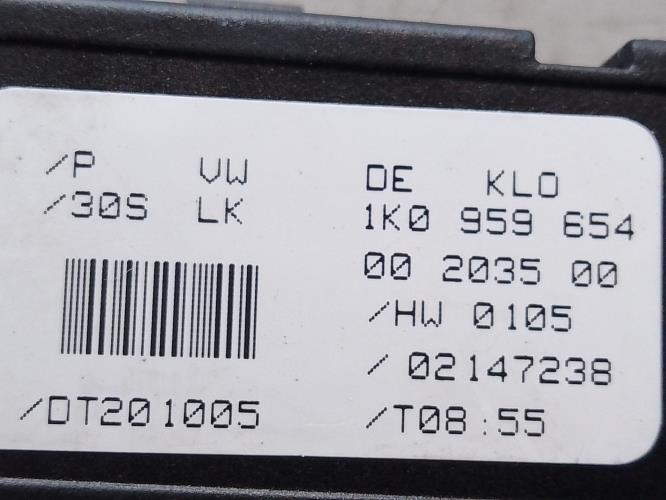 /P VW
/30S LK
/DT201005
DE KLO
1K0 959 654
00 2035 00
/HW 0105
/ 02147238
/T08:55